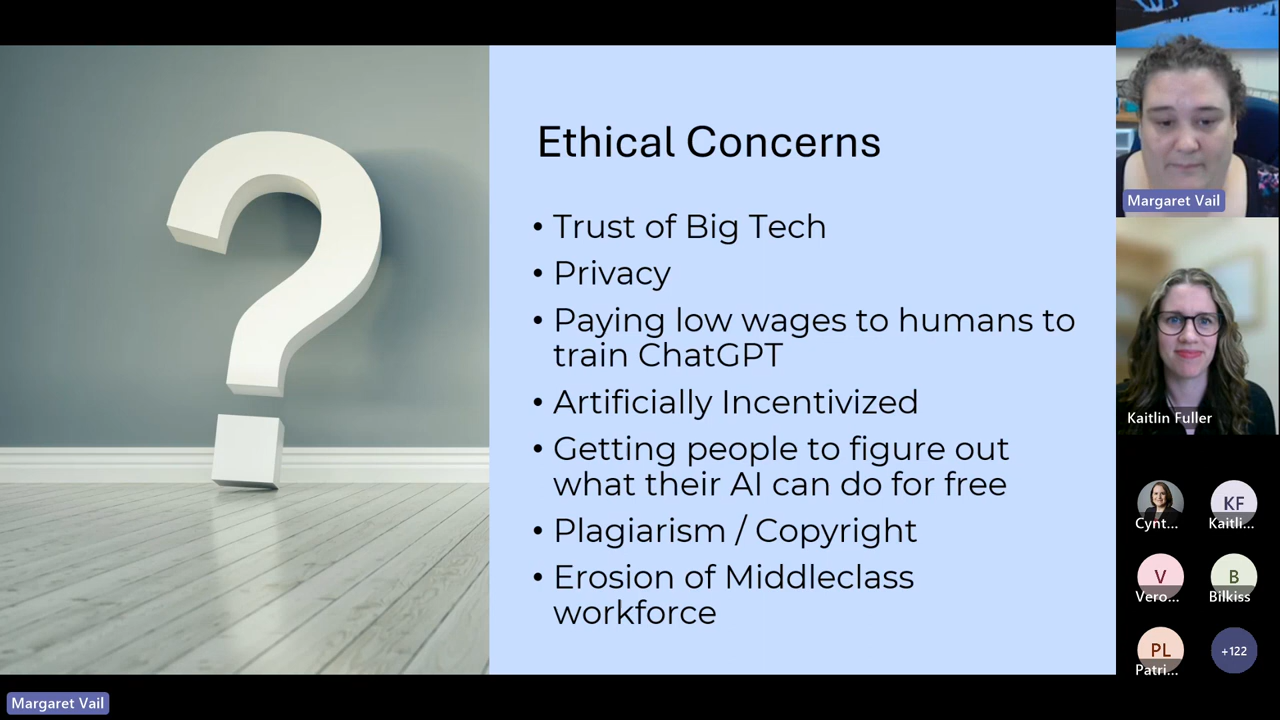 Ethical Concerns
• Trust of Big Tech
• Privacy
• Paying low wages to humans to
train ChatGPT
• Artificially Incentivized
• Getting people to figure out
what their AI can do for free
• Plagiarism / Copyright
• Erosion of Middleclass
workforce
Margaret Vail
Kaitlin Fuller
Cynt...
KF
Kaitli...
V
Vero...
B
Bilkiss
PL
Patri...
+122
Margaret Vail